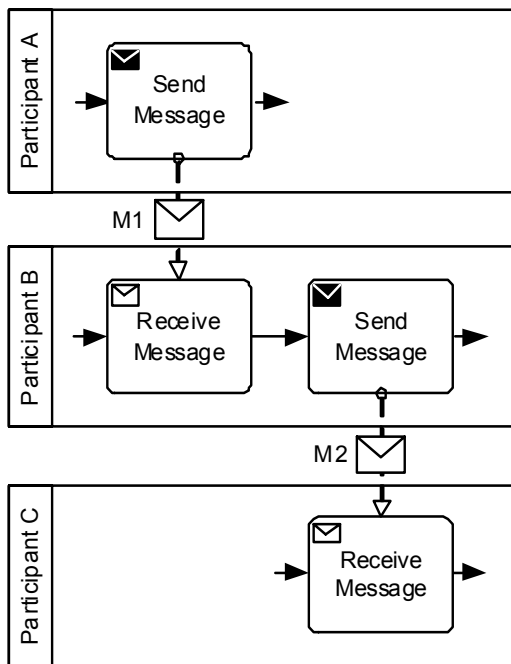 Participant A
Send
Message
M1
Participant B
Receive
Message
Send
Message
M2
Participant C
Receive
Message